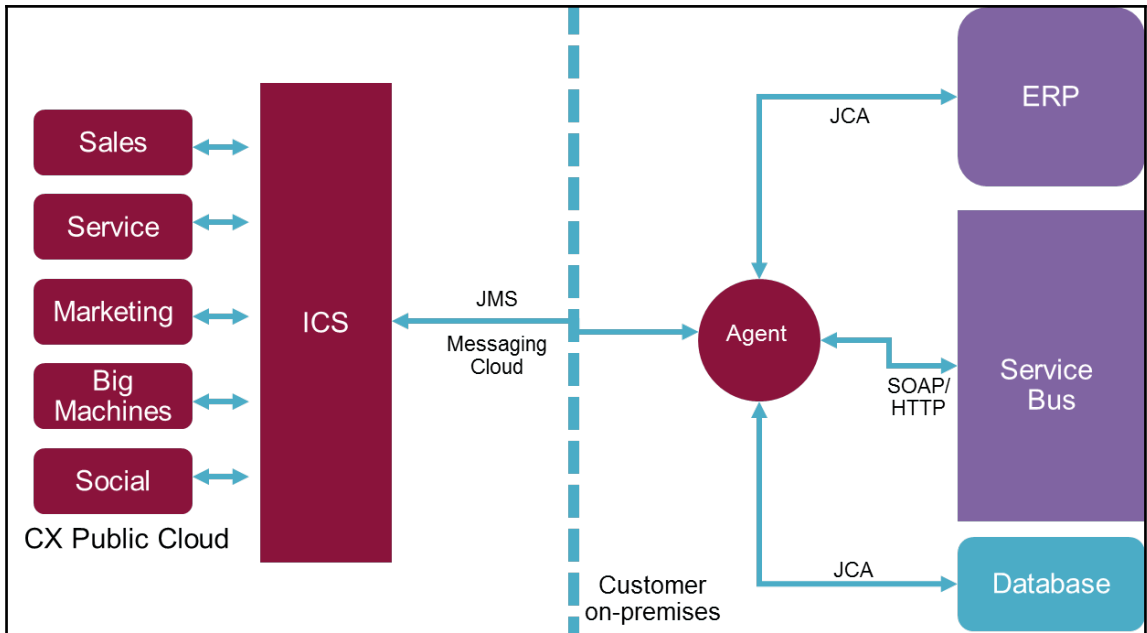 Sales
Service
Marketing
Big
Machines
Social
CX Public Cloud
ICS
JMS
Messaging
Cloud
Customer
on-premises
Agent
JCA
SOAP/
HTTP
JCA
ERP
Service
Bus
Database